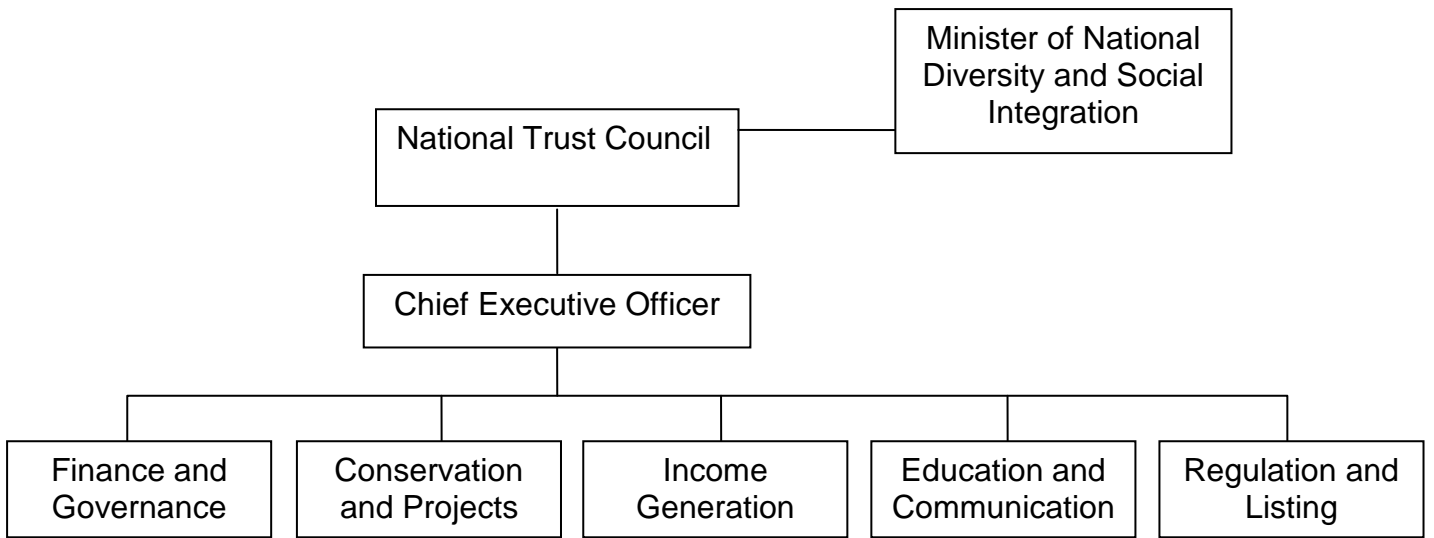 Minister of National
Diversity and Social
Integration
National Trust Council
Chief Executive Officer
Finance and
Governance
Conservation
and Projects
Income
Generation
Education and
Communication
Regulation and
Listing